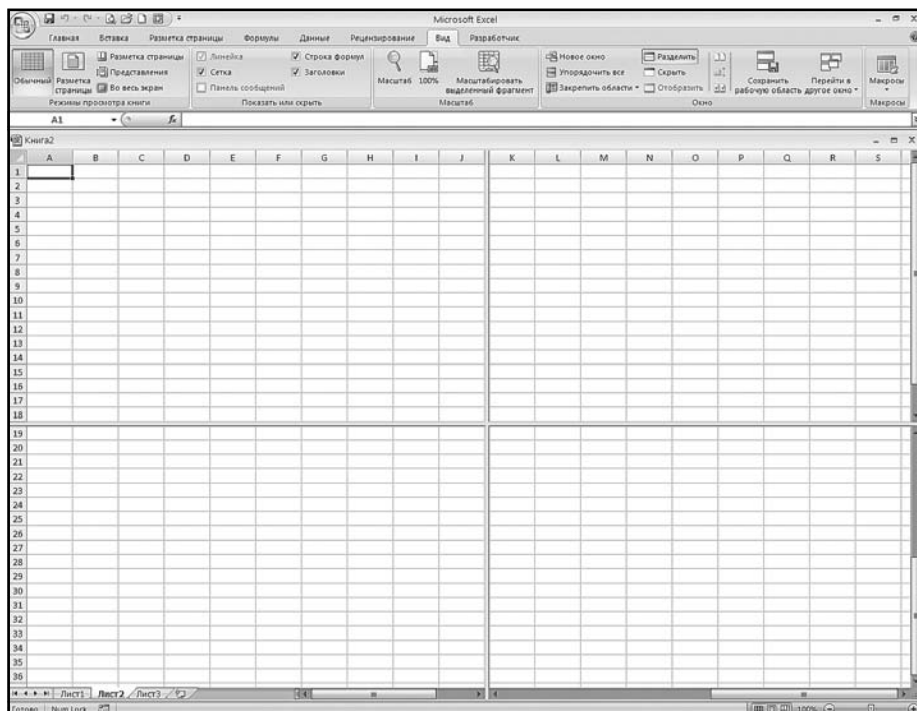 Microsoft Excel
Главная Вставка Разметка страницы Формулы Данные Рецензирование Вид Разработчик
Обычный Разметка страницы Разметка страницы Представления Во весь экран
Режимы просмотра книги
Линейка Строка формул
Сетка Заголовки
Панель сообщений
Показать или скрыть
Масштаб 100% Масштабировать выделенный фрагмент
Масштаб
Новое окно Разделить
Упорядочить все Скрыть
Закрепить области Отобразить
Сохранить рабочую область Перейти в другое окно
Окно
Макросы
Макросы
A1 fx
Книга2
A B C D E F G H I J K L M N O P Q R S
1
2
3
4
5
6
7
8
9
10
11
12
13
14
15
16
17
18
19
20
21
22
23
24
25
26
27
28
29
30
31
32
33
34
35
36
Лист1 Лист2 Лист3
Готово Num Lock 100%